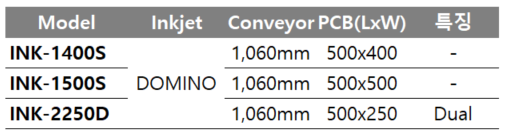 Model Inkjet Conveyor PCB(LxW) 특징
INK-1400S 1,060mm 500x400 -
INK-1500S DOMINO 1,060mm 500x500 -
INK-2250D 1,060mm 500x250 Dual